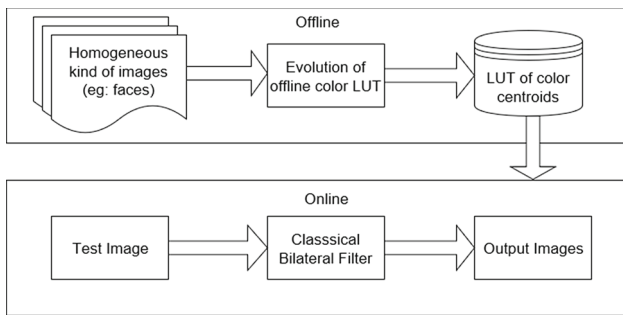 Offline
Homogeneous
kind of images
(eg: faces)
Evolution of
offline color LUT
LUT of color
centroids
Online
Test Image
Classsical
Bilateral Filter
Output Images